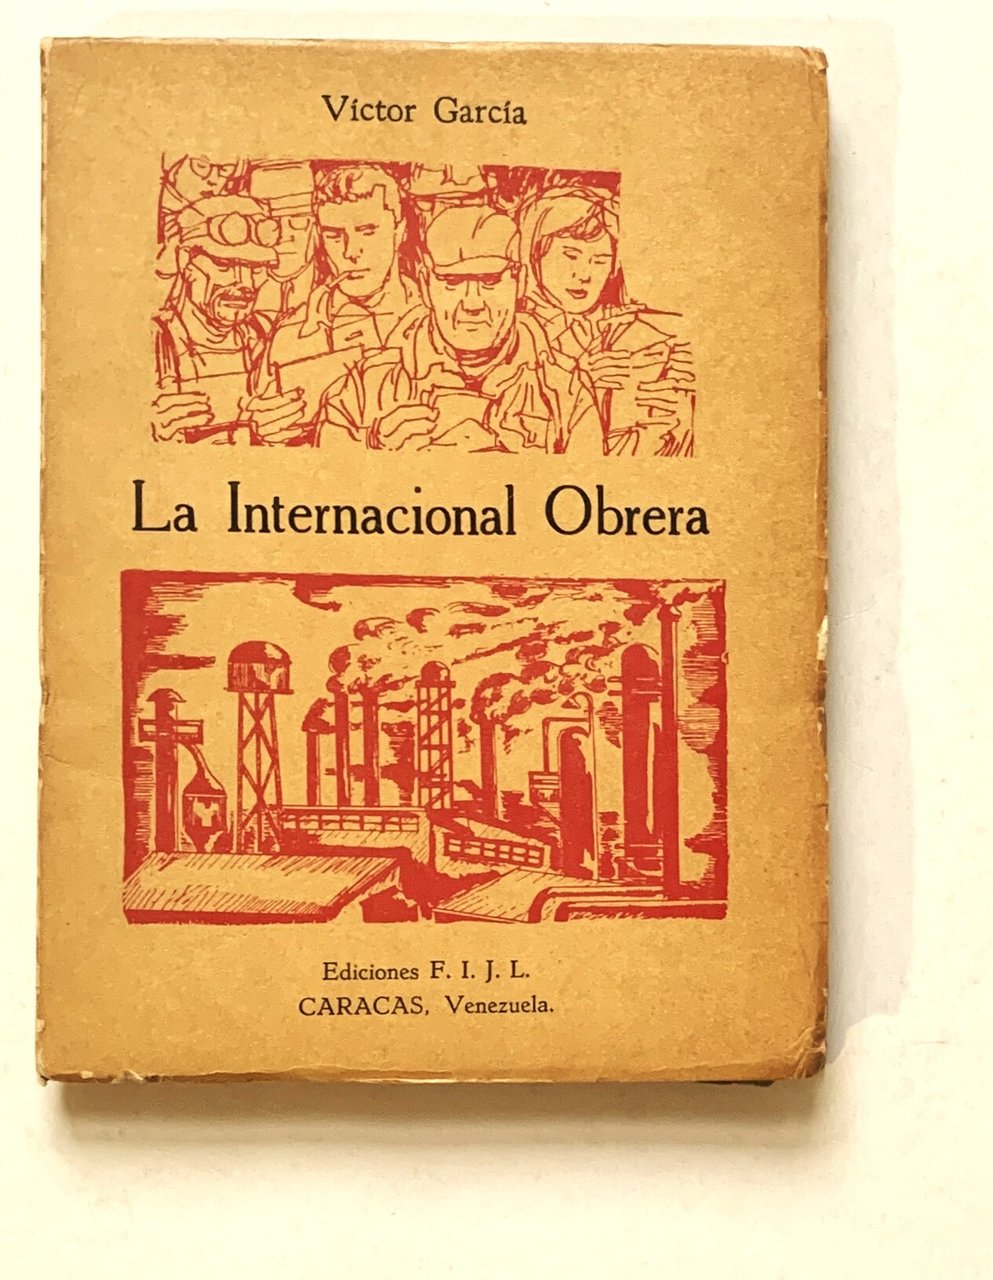 Víctor García
La Internacional Obrera
Ediciones F. I. J. L.
CARACAS, Venezuela.